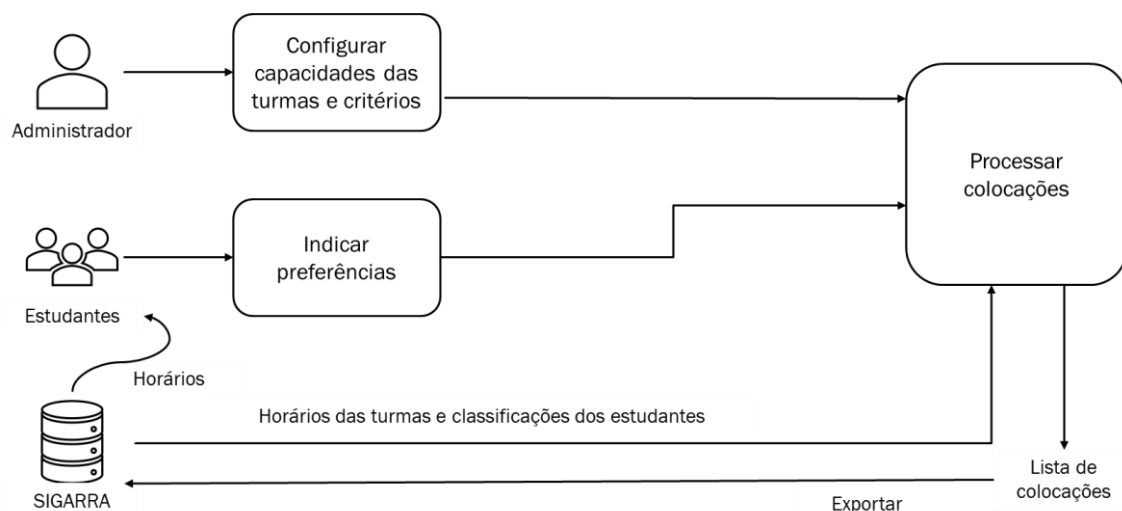 Configurar
capacidades das
turmas e critérios
Administrador
Processar
colocações
Indicar
preferências
Estudantes
Horários
Horários das turmas e classificações dos estudantes
SIGARRA
Lista de
colocações
Exportar